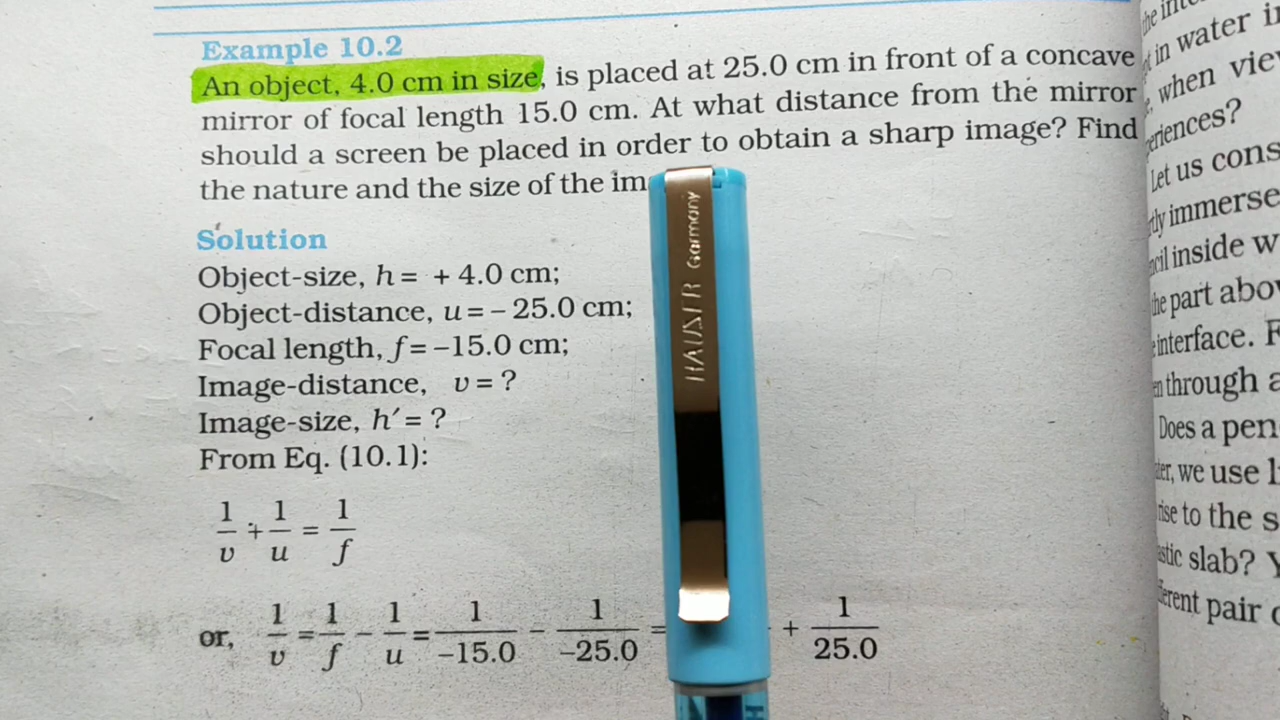 Example 10.2
An object, 4.0 cm in size, is placed at 25.0 cm in front of a concave
mirror of focal length 15.0 cm. At what distance from the mirror
should a screen be placed in order to obtain a sharp image? Find
the nature and the size of the im
Solution
Object-size, h = + 4.0 cm;
Object-distance, u = – 25.0 cm;
Focal length, f = –15.0 cm;
Image-distance, v = ?
Image-size, h′ = ?
From Eq. (10.1):
1/v + 1/u = 1/f
or, 1/v = 1/f – 1/u = 1/–15.0 – 1/–25.0 = + 1/25.0
HAUSER Germany
in water
when
eriences?
Let us cons
immerse
inside w
the part abo
interface.
through a
Does a pen
we use
rise to the s
slab?
erent pair